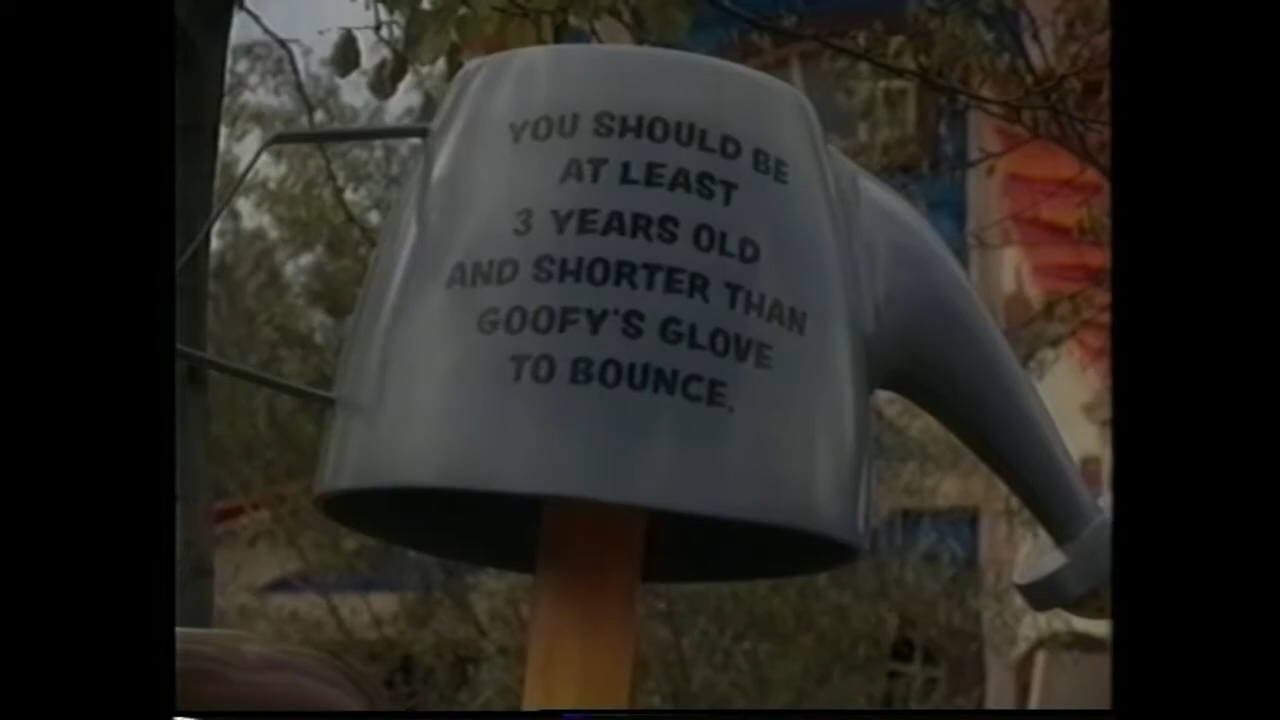 YOU SHOULD BE
AT LEAST
3 YEARS OLD
AND SHORTER THAN
GOOFY'S GLOVE
TO BOUNCE.